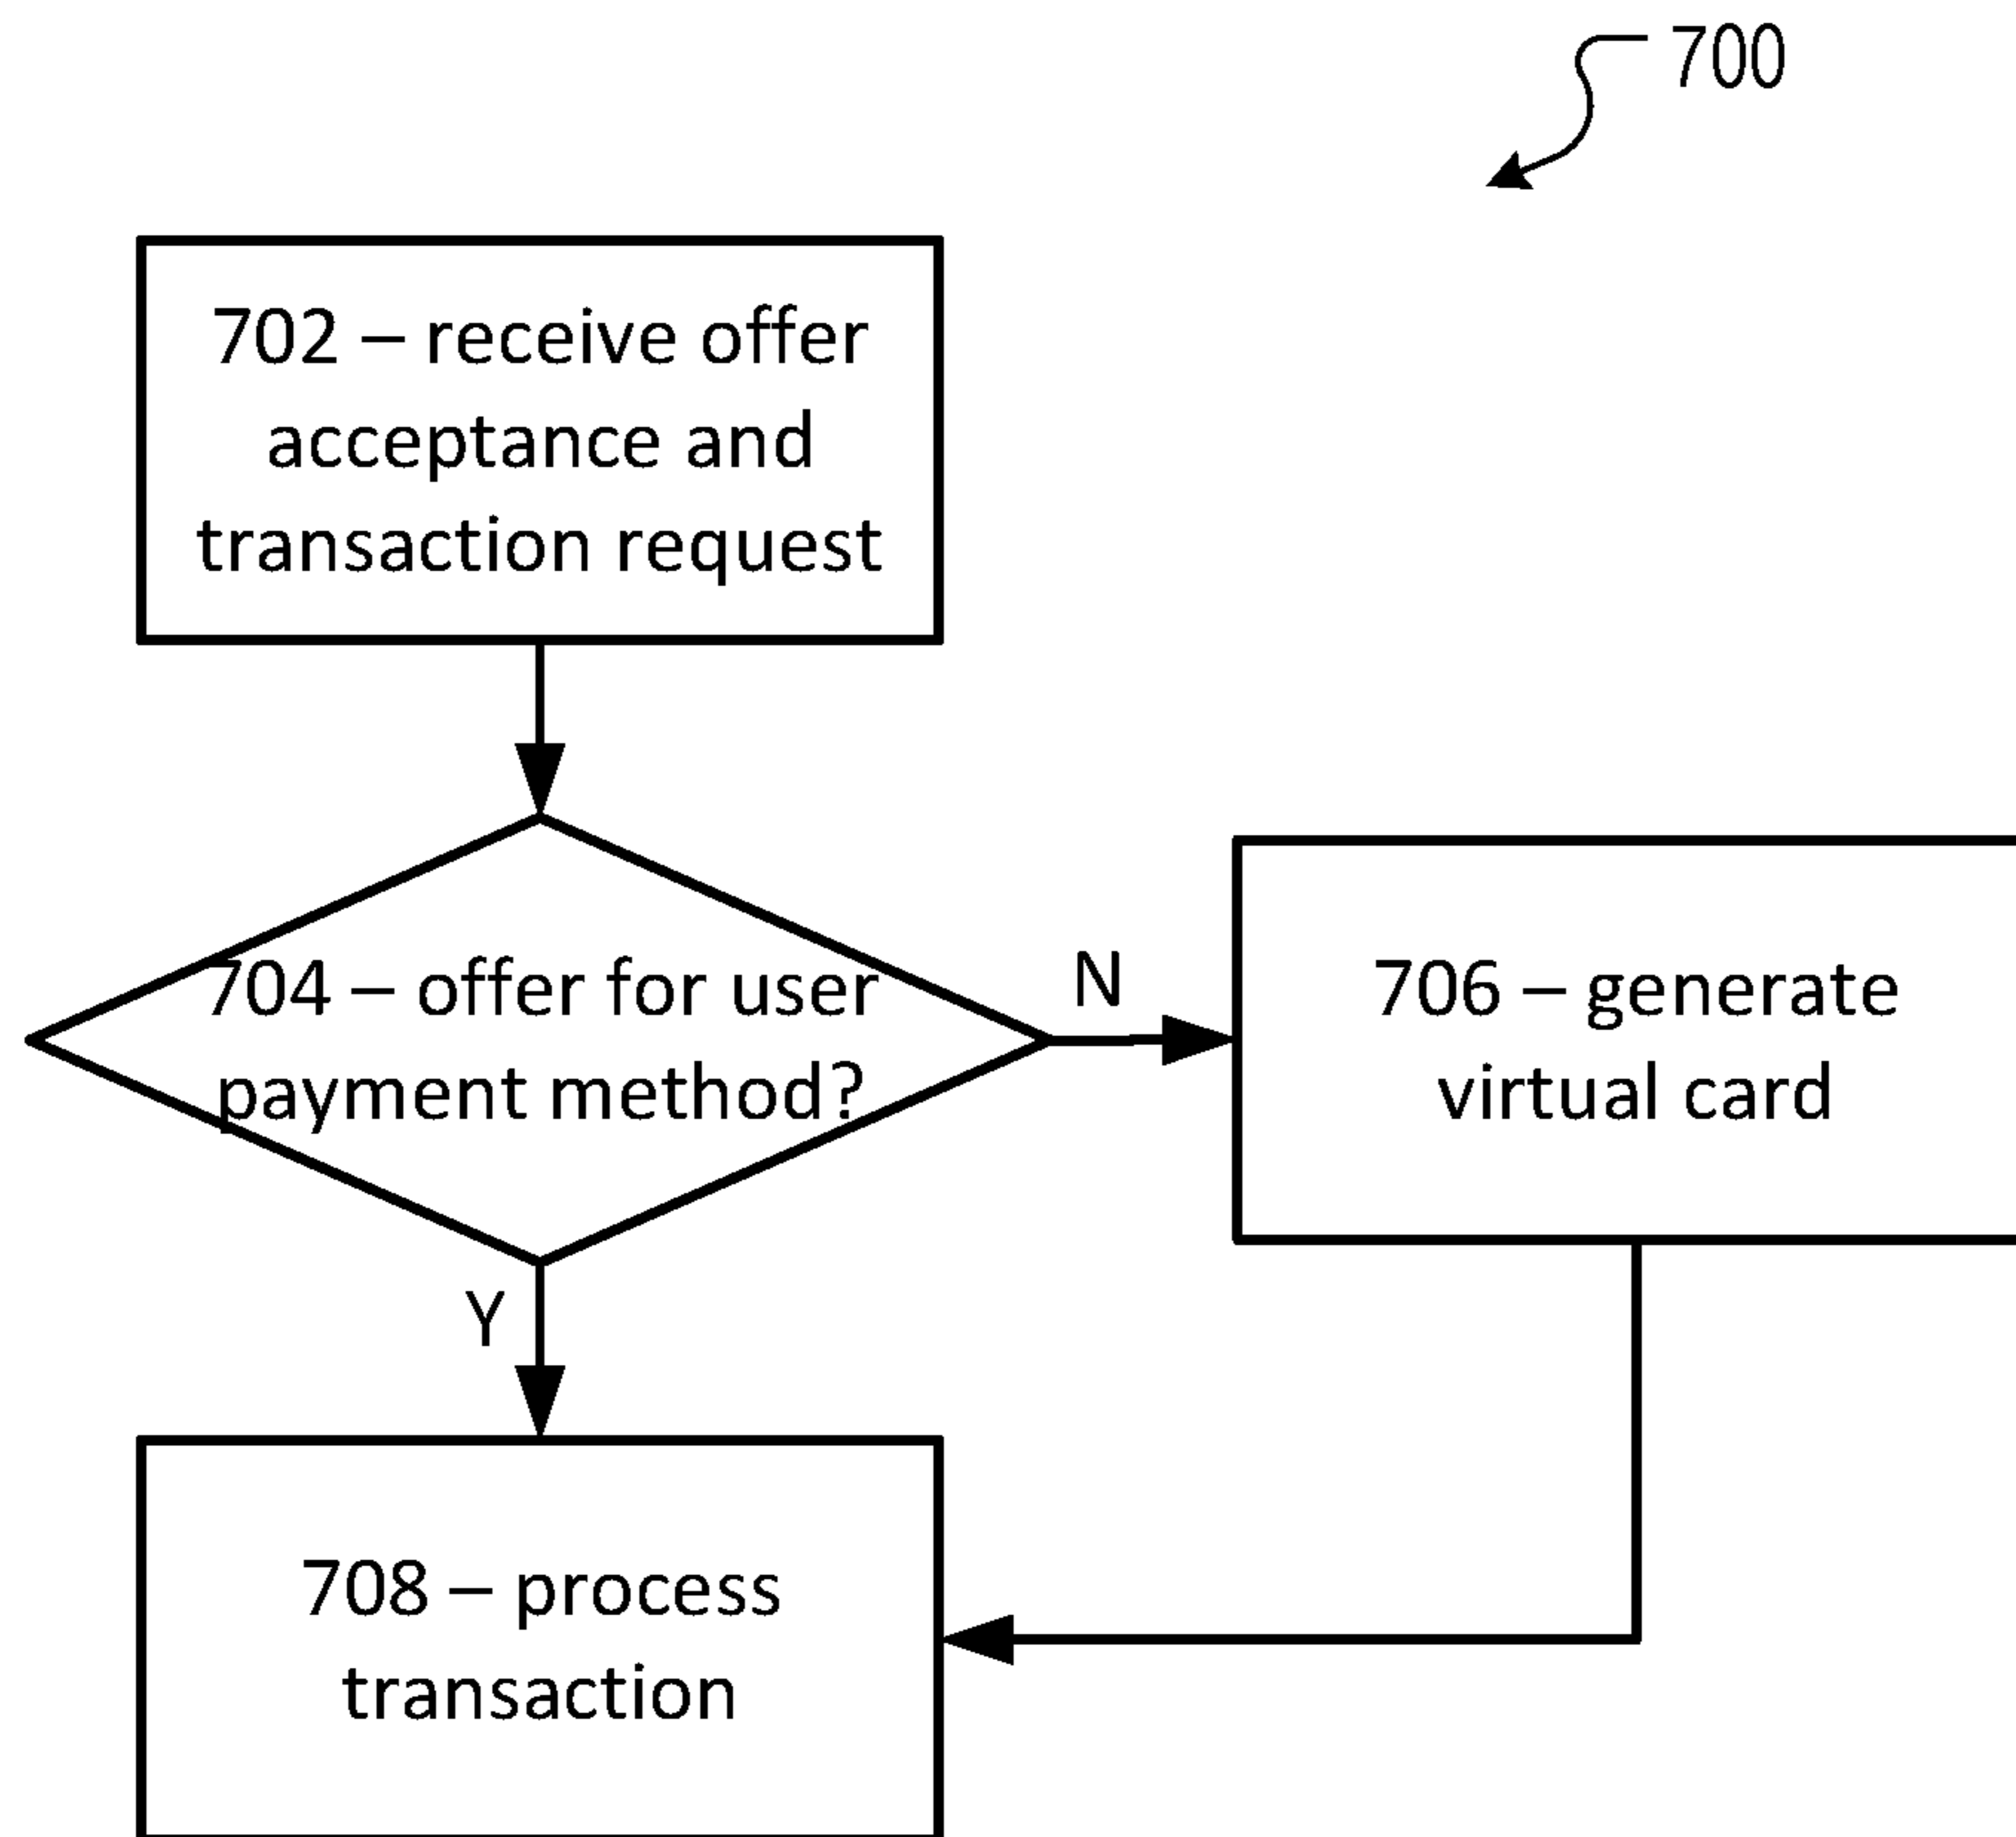 700
702 – receive offer
acceptance and
transaction request
704 – offer for user
payment method?
N
706 – generate
virtual card
Y
708 – process
transaction